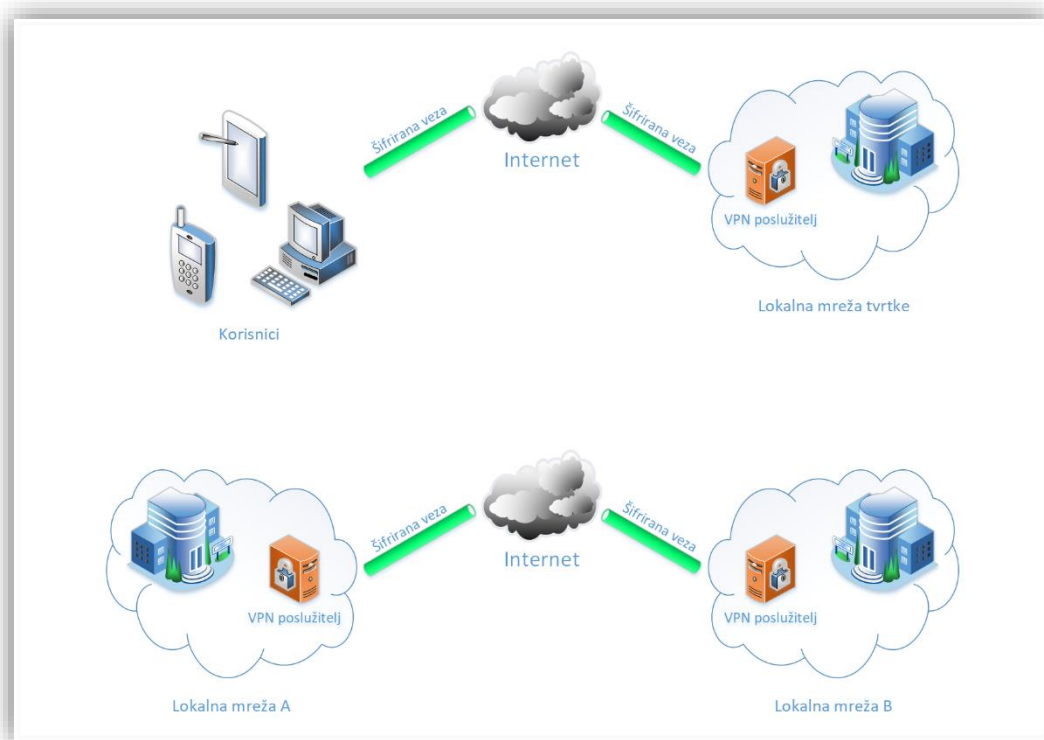 Šifrirana veza
Internet
Šifrirana veza
VPN poslužitelj
Korisnici
Lokalna mreža tvrtke
Šifrirana veza
Internet
Šifrirana veza
VPN poslužitelj
VPN poslužitelj
Lokalna mreža A
Lokalna mreža B